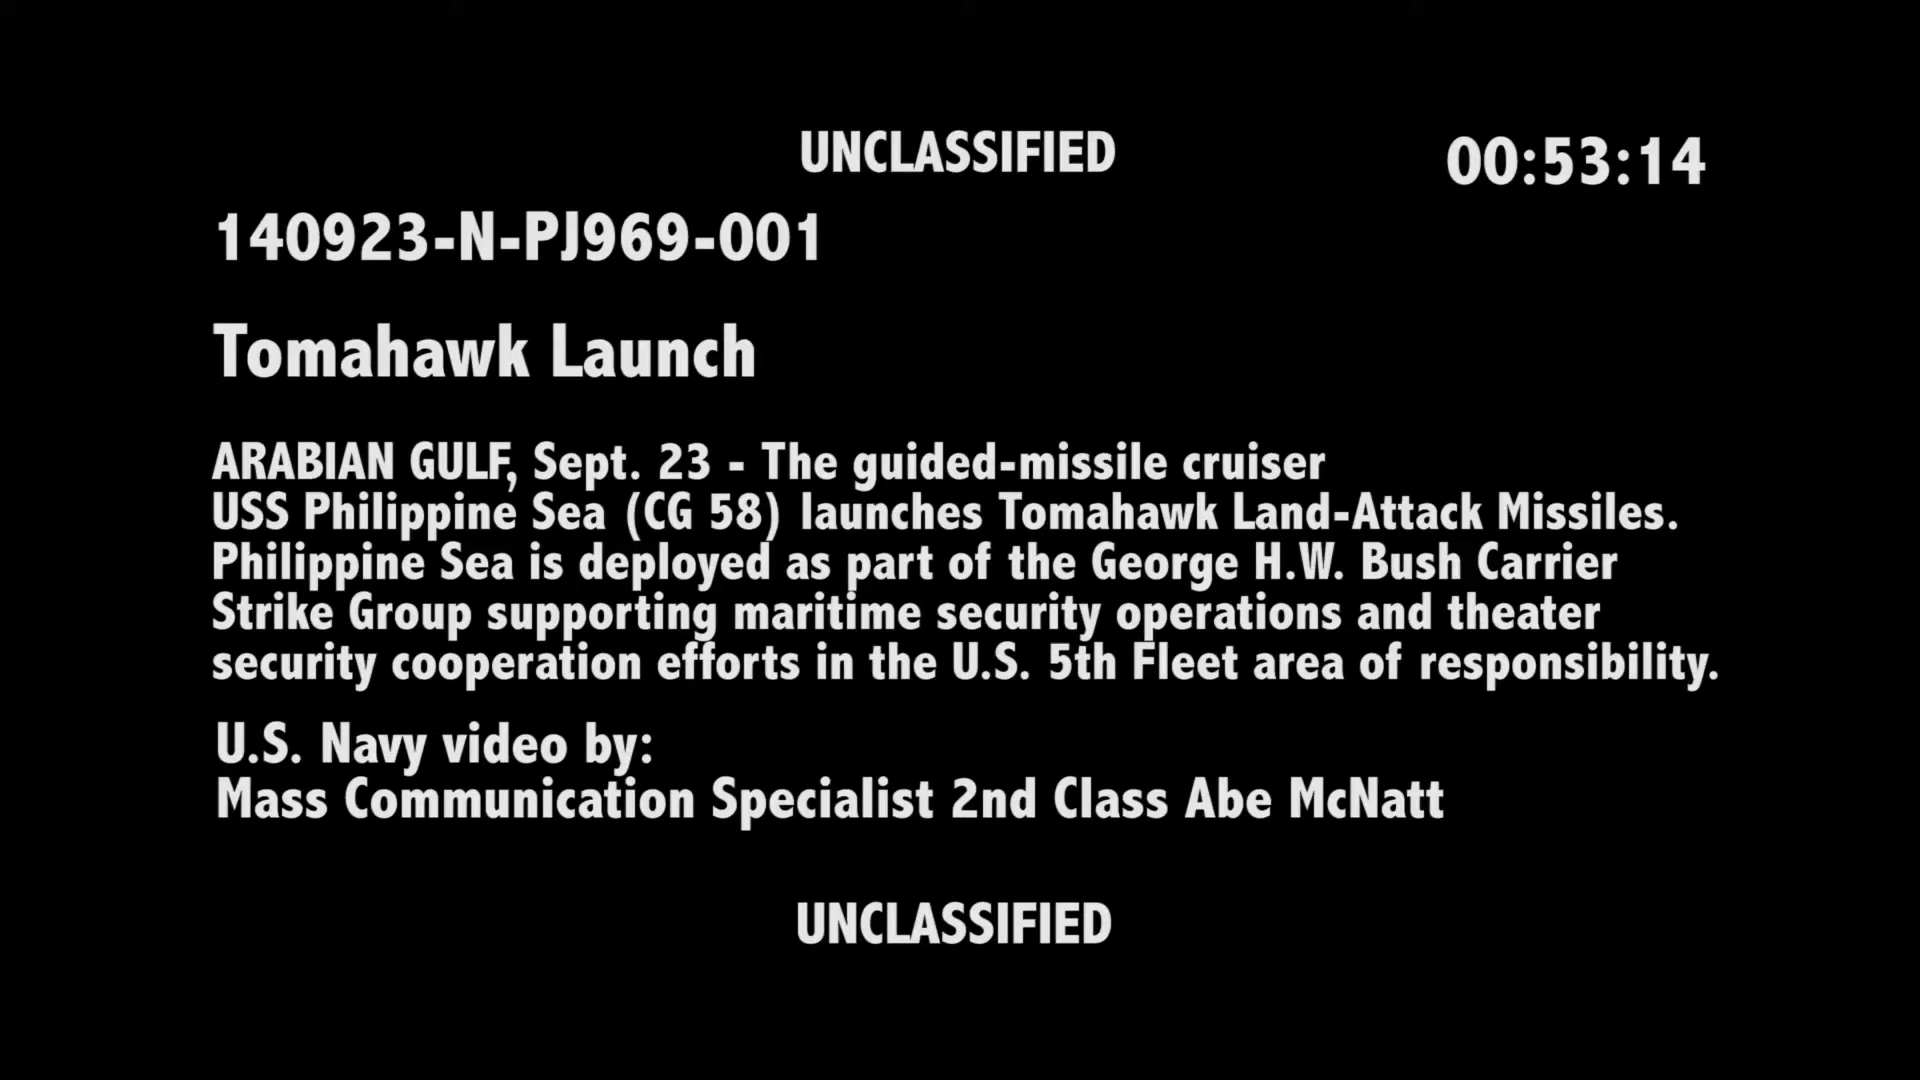 UNCLASSIFIED
00:53:14
140923-N-PJ969-001
Tomahawk Launch
ARABIAN GULF, Sept. 23 - The guided-missile cruiser
USS Philippine Sea (CG 58) launches Tomahawk Land-Attack Missiles.
Philippine Sea is deployed as part of the George H.W. Bush Carrier
Strike Group supporting maritime security operations and theater
security cooperation efforts in the U.S. 5th Fleet area of responsibility.
U.S. Navy video by:
Mass Communication Specialist 2nd Class Abe McNatt
UNCLASSIFIED